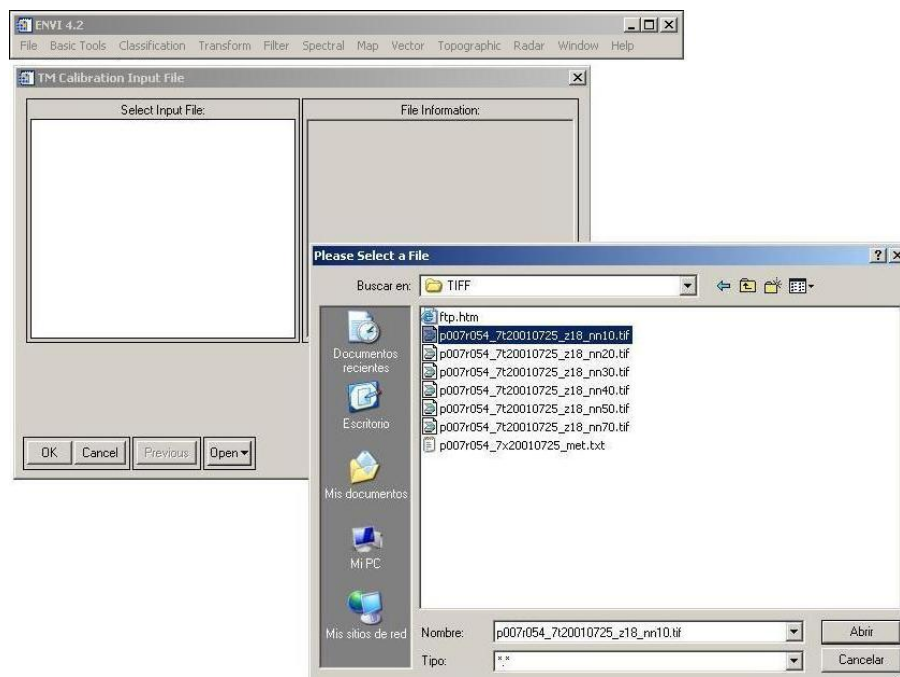 ENVI 4.2
File Basic Tools Classification Transform Filter Spectral Map Vector Topographic Radar Window Help
TM Calibration Input File
Select Input File:
File Information:
Please Select a File
Buscar en:
TIFF
ftp.htm
p007r054_7t20010725_z18_nn10.tif
p007r054_7t20010725_z18_nn20.tif
p007r054_7t20010725_z18_nn30.tif
p007r054_7t20010725_z18_nn40.tif
p007r054_7t20010725_z18_nn50.tif
p007r054_7t20010725_z18_nn70.tif
p007r054_7x20010725_met.txt
Documentos recientes
Escritorio
Mis documentos
Mi PC
Mis sitios de red
OK Cancel Previous Open
Nombre: p007r054_7t20010725_z18_nn10.tif Abrir
Tipo: *.* Cancelar